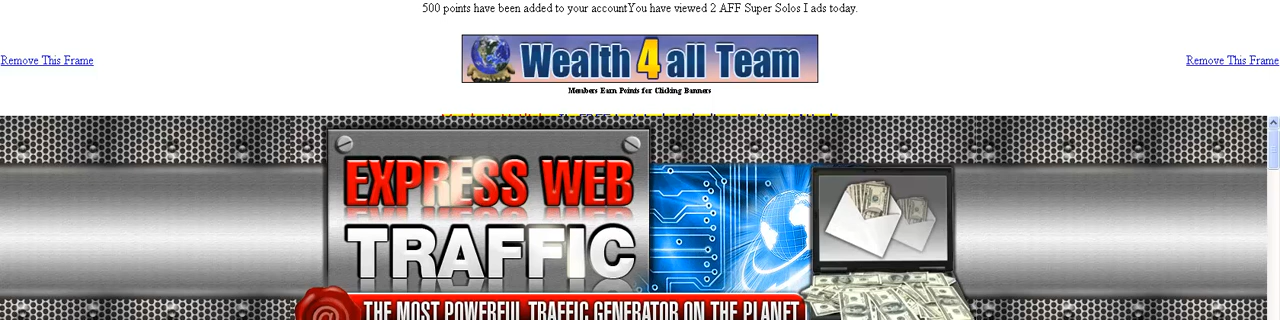 500 points have been added to your accountYou have viewed 2 AFF Super Solos I ads today.
Remove This Frame
Wealth 4 all Team
Remove This Frame
Members Earn Points for Clicking Banners
EXPRESS WEB
TRAFFIC
THE MOST POWERFUL TRAFFIC GENERATOR ON THE PLANET
@